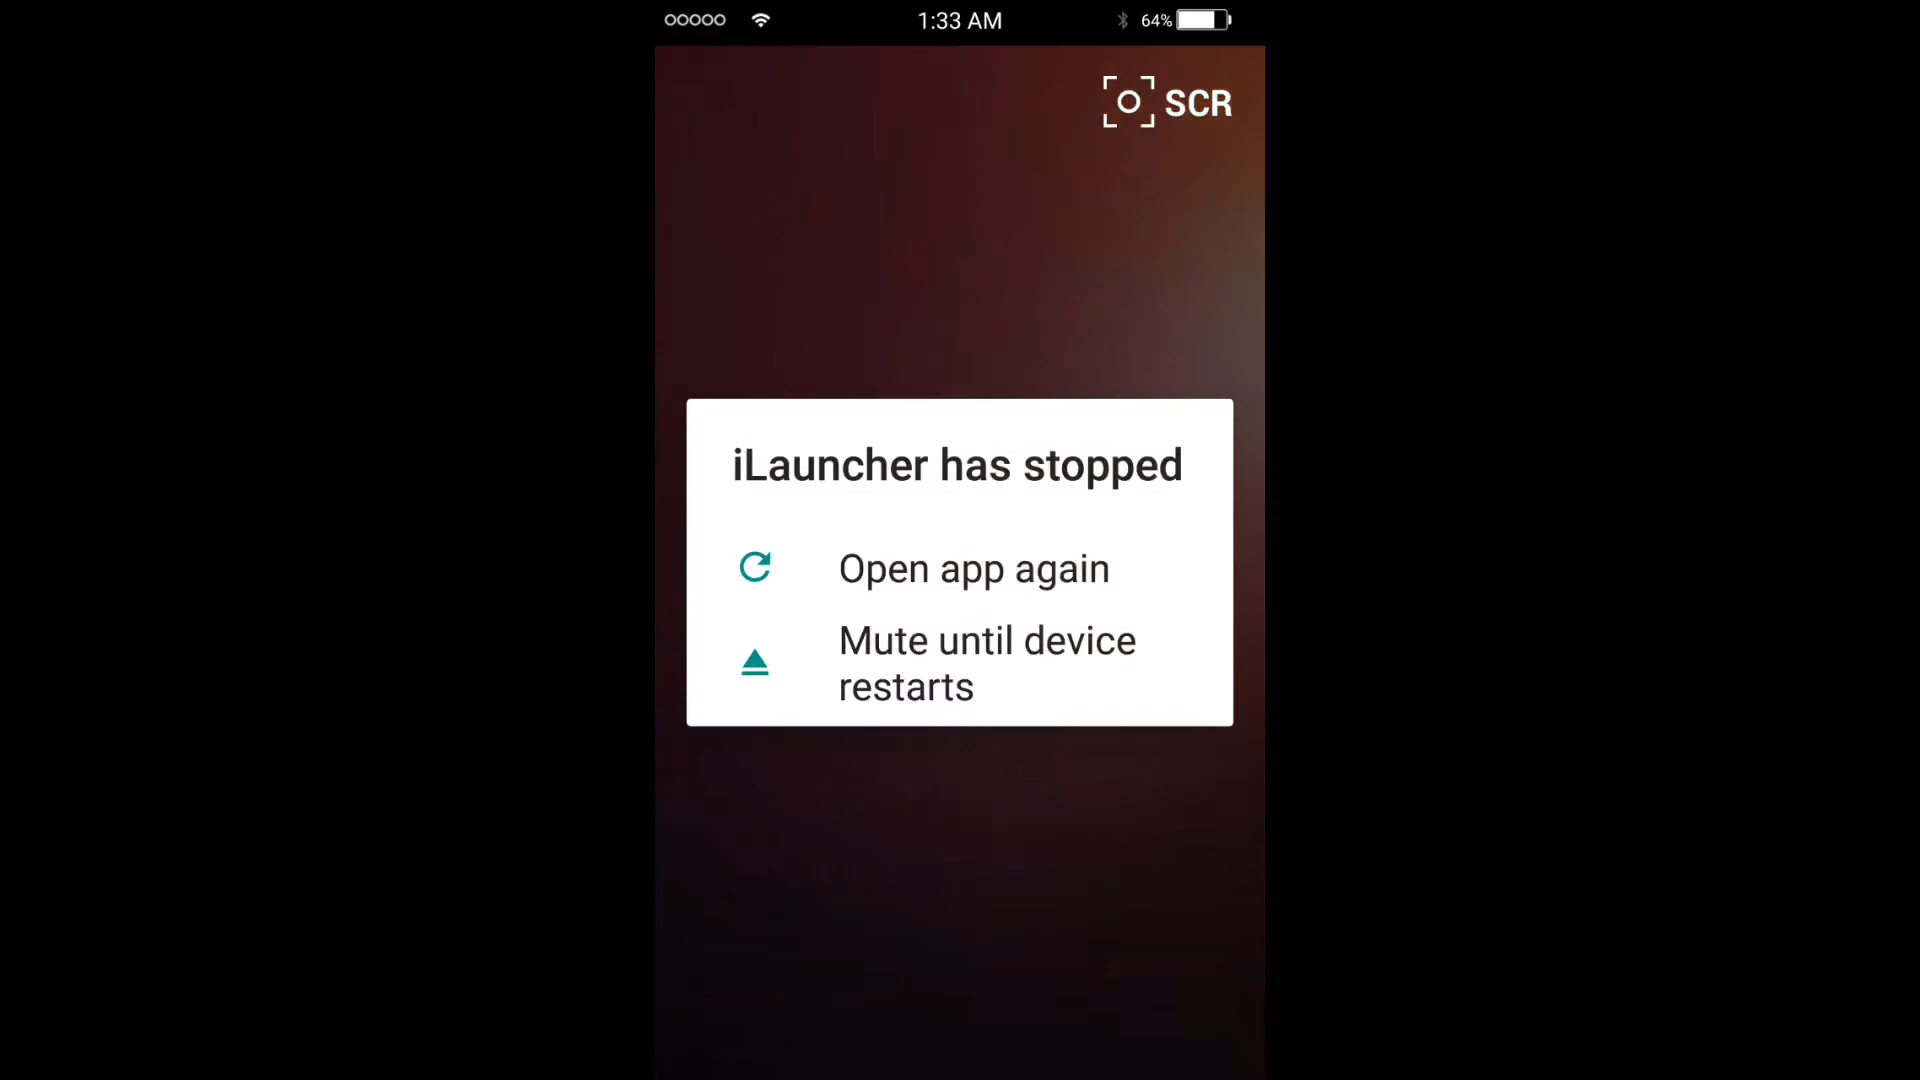 1:33 AM
64%
SCR
iLauncher has stopped
Open app again
Mute until device
restarts